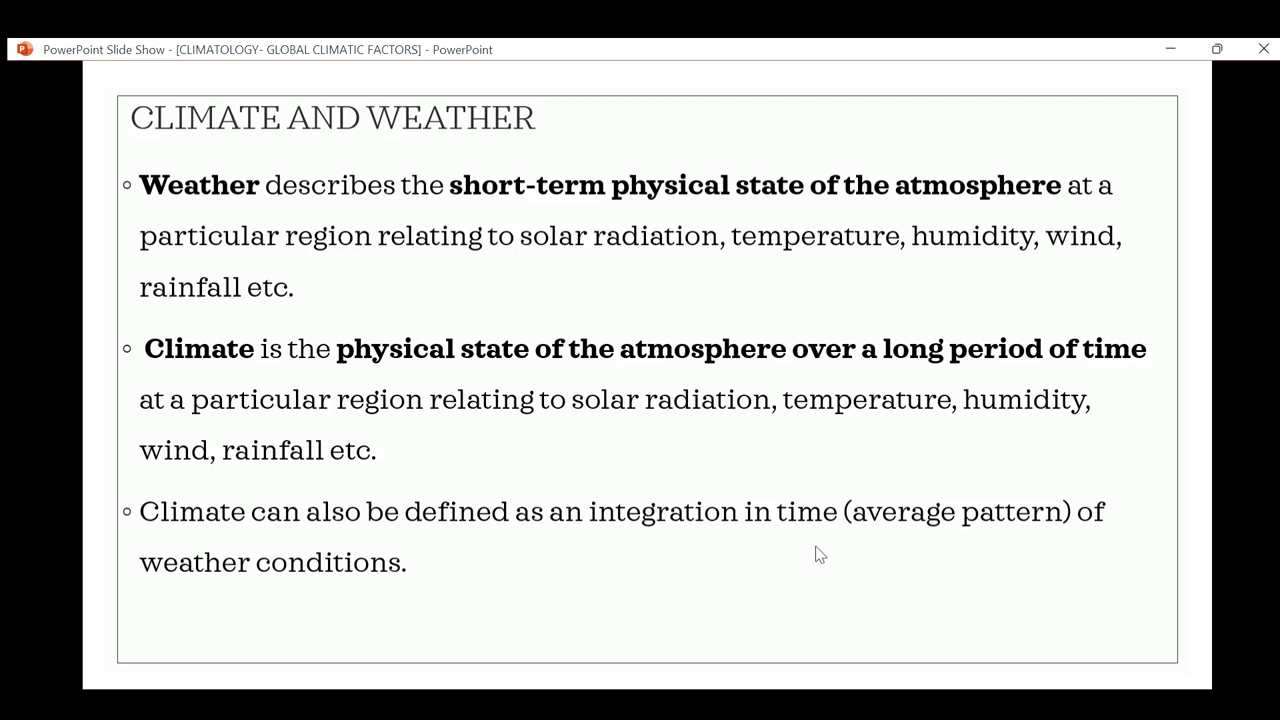 PowerPoint Slide Show - [CLIMATOLOGY- GLOBAL CLIMATIC FACTORS] - PowerPoint
CLIMATE AND WEATHER
◦ Weather describes the short-term physical state of the atmosphere at a
particular region relating to solar radiation, temperature, humidity, wind,
rainfall etc.
◦ Climate is the physical state of the atmosphere over a long period of time
at a particular region relating to solar radiation, temperature, humidity,
wind, rainfall etc.
◦ Climate can also be defined as an integration in time (average pattern) of
weather conditions.